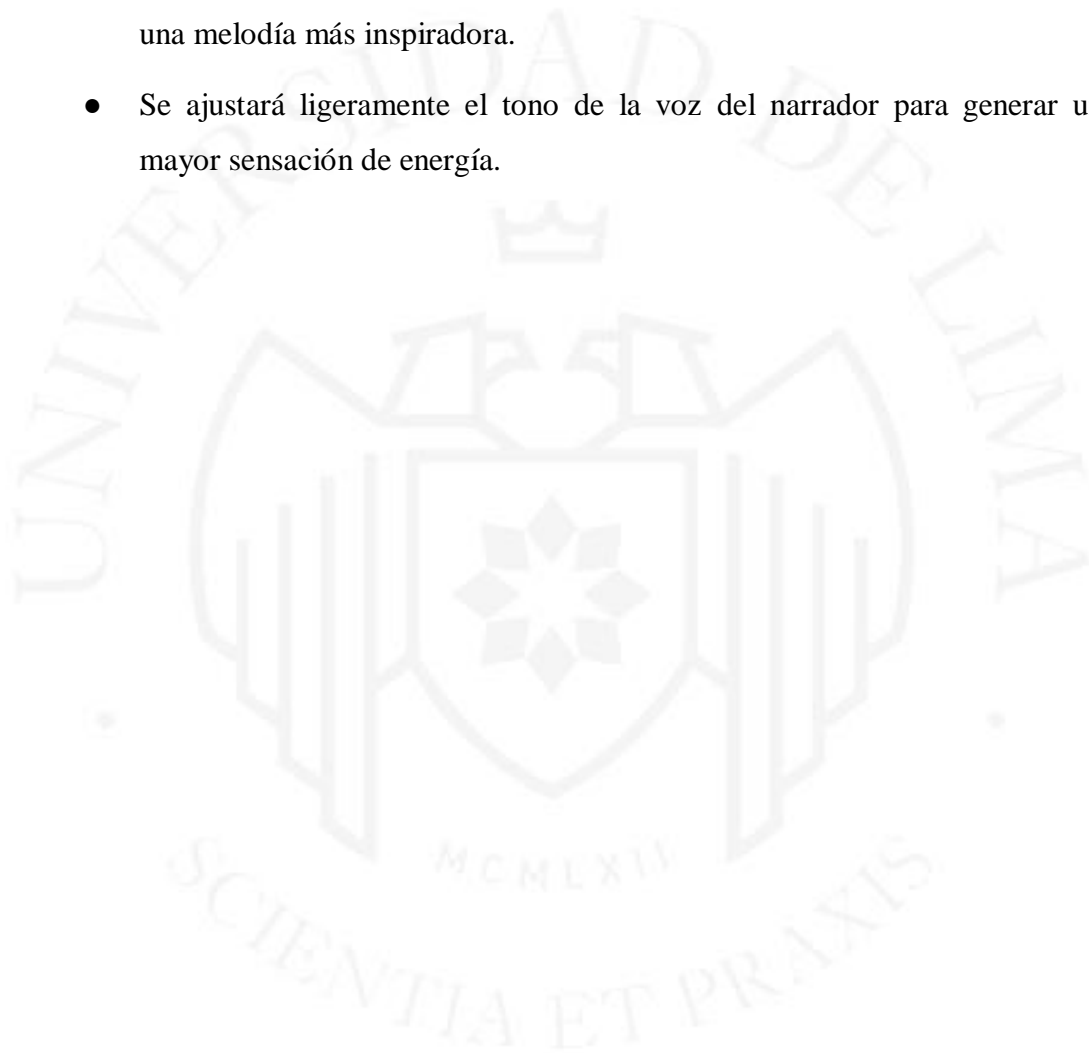 una melodía más inspiradora.
● Se ajustará ligeramente el tono de la voz del narrador para generar u
mayor sensación de energía.
UNIVERSIDAD DE LIMA
MCMLXII
SCIENTIA ET PRAXIS